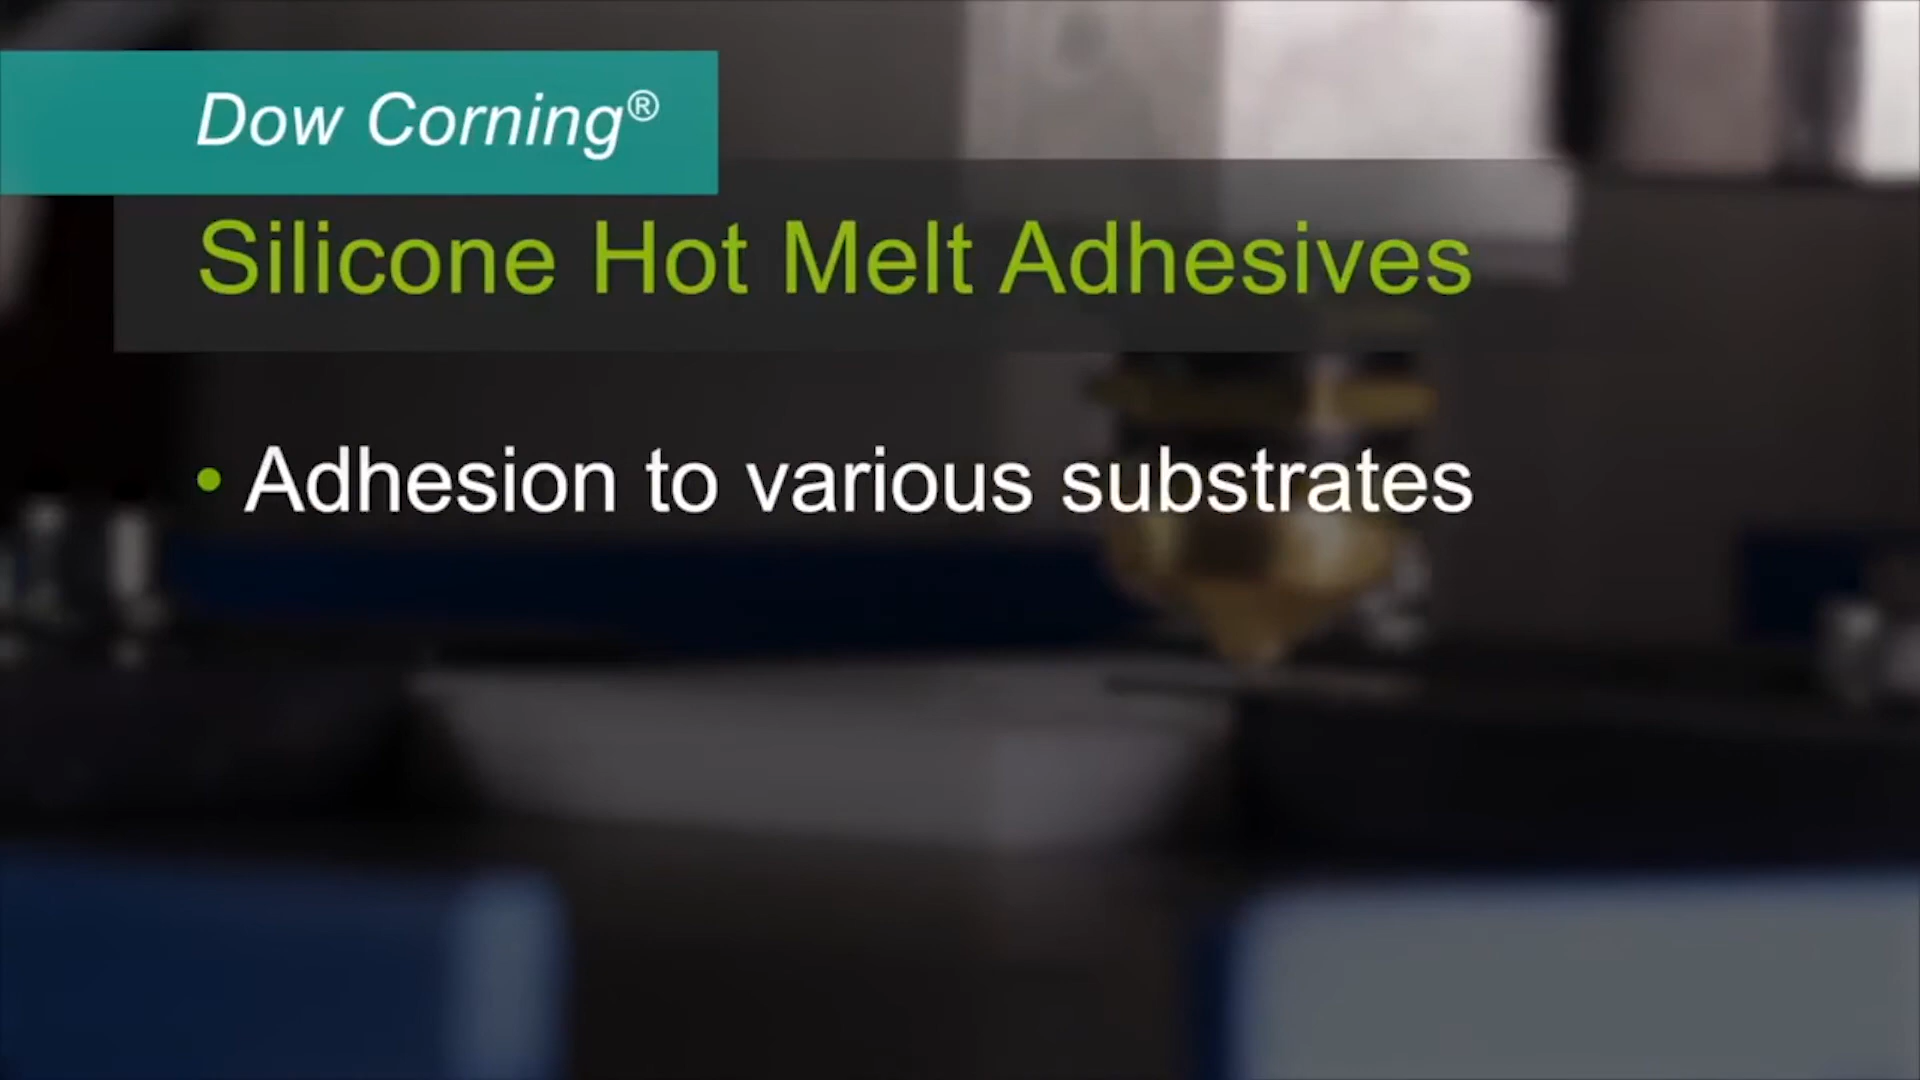 Dow Corning®
Silicone Hot Melt Adhesives
• Adhesion to various substrates